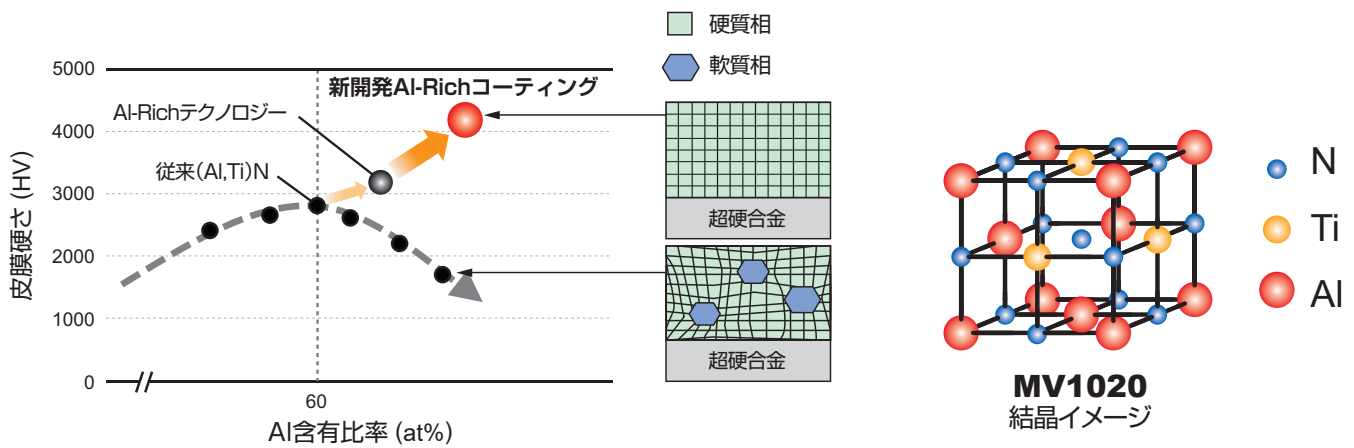 硬質相
軟質相
皮膜硬さ (HV)
5000
4000
3000
2000
1000
0
新開発Al-Richコーティング
Al-Richテクノロジー
従来(Al,Ti)N
60
Al含有比率 (at%)
超硬合金
超硬合金
N
Ti
Al
MV1020
結晶イメージ